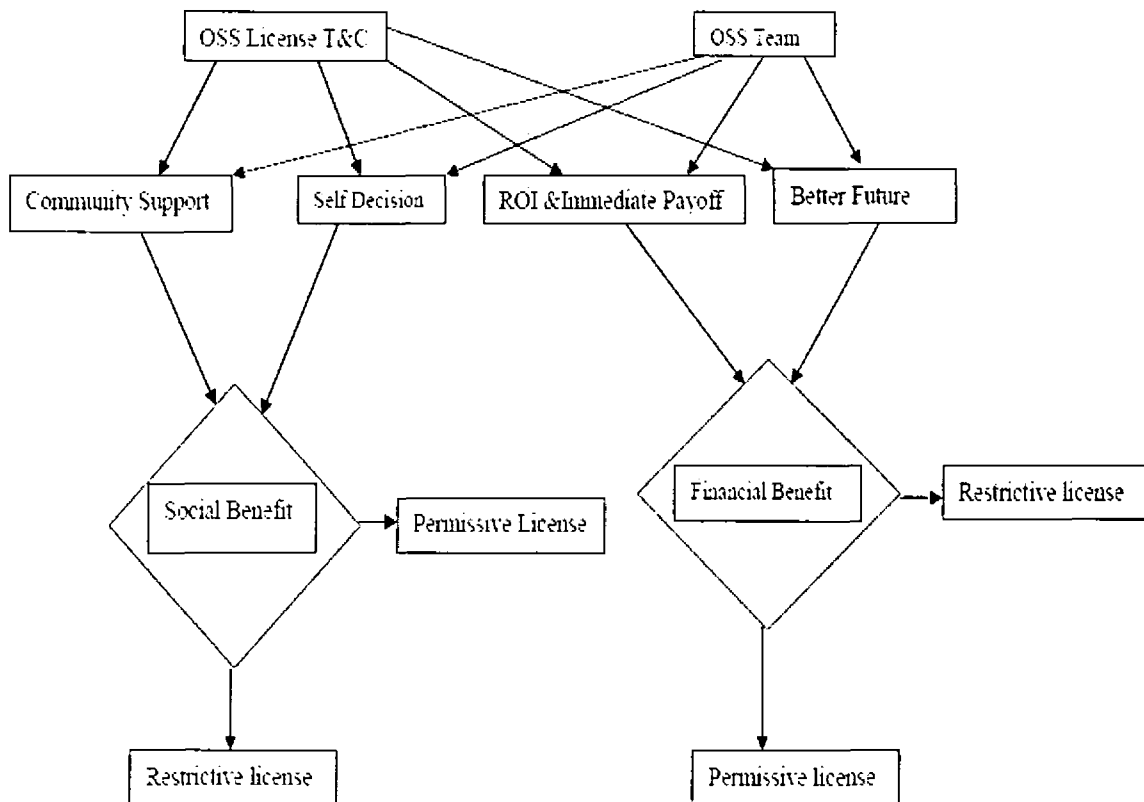 OSS License T&C
OSS Team
Community Support
Self Decision
ROI &Immediate Payoff
Better Future
Social Benefit
Permissive License
Financial Benefit
Restrictive license
Restrictive license
Permissive license